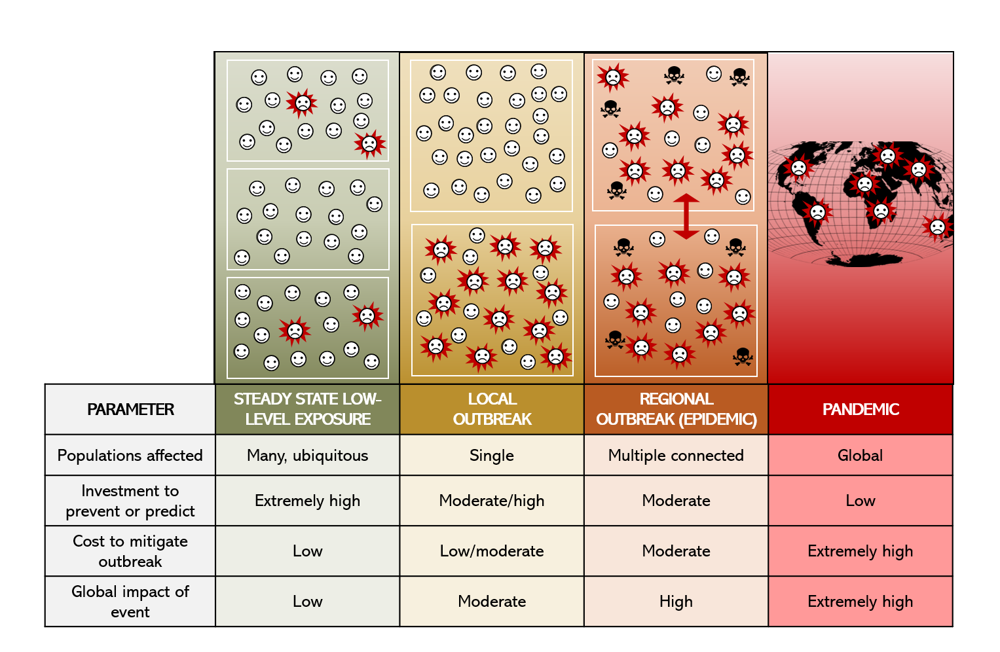 PARAMETER
STEADY STATE LOW-
LEVEL EXPOSURE
LOCAL
OUTBREAK
REGIONAL
OUTBREAK (EPIDEMIC)
PANDEMIC
Populations affected
Many, ubiquitous
Single
Multiple connected
Global
Investment to
prevent or predict
Extremely high
Moderate/high
Moderate
Low
Cost to mitigate
outbreak
Low
Low/moderate
Moderate
Extremely high
Global impact of
event
Low
Moderate
High
Extremely high